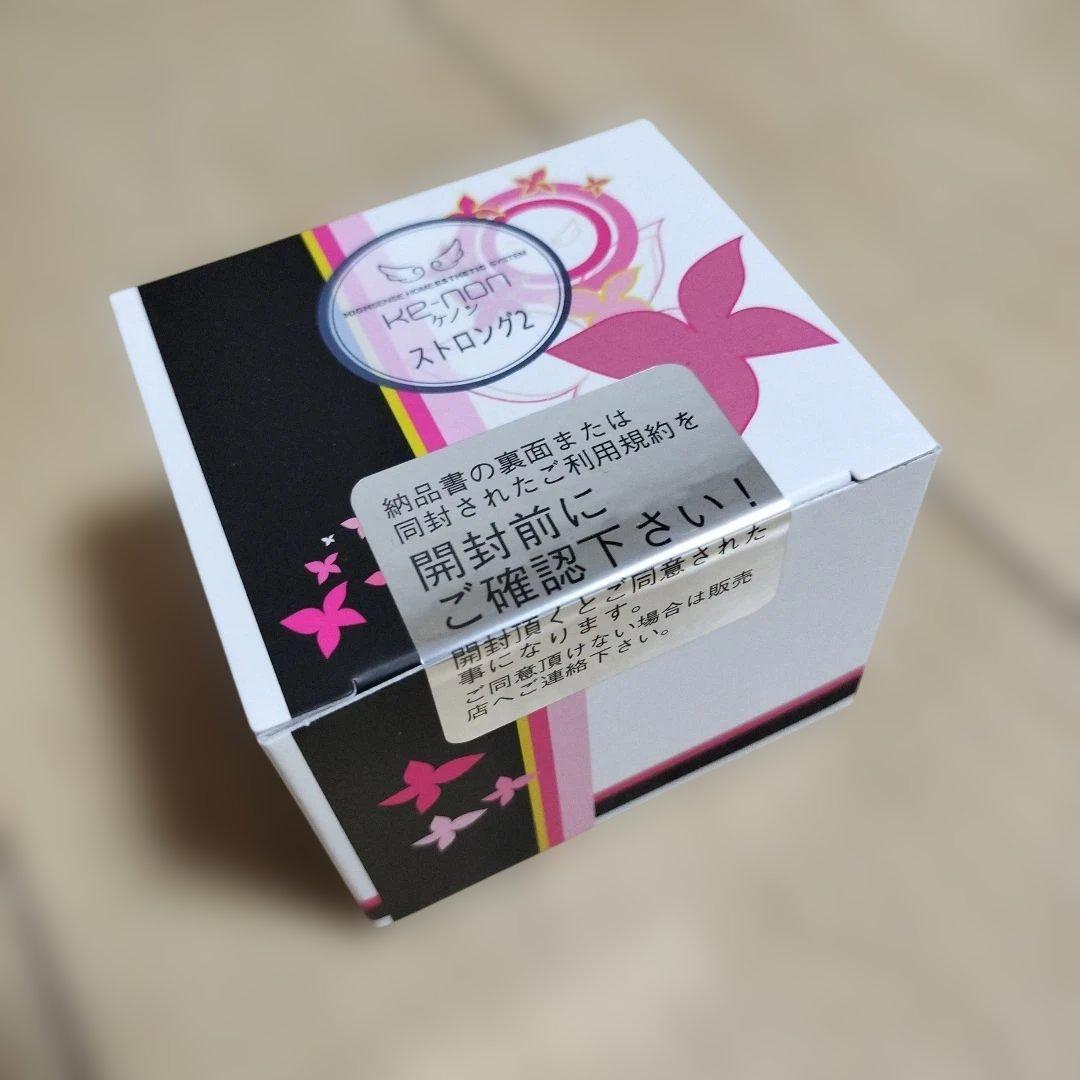 HIGHSENSE HOME ESTHETIC SYSTEM
Ke-non
ケノン
ストロング2
納品書の裏面または
同封されたご利用規約を
開封前に
ご確認下さい！
開封頂くとご同意された
事になります。
ご同意頂けない場合は販売
店へご連絡下さい。